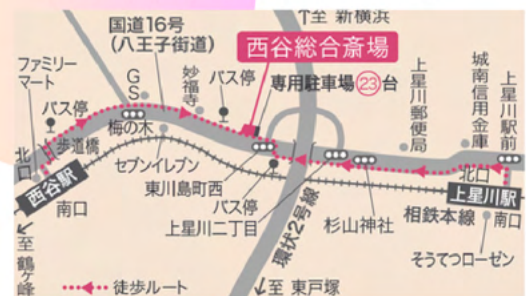 ↑至 新横浜
国道16号
(八王子街道)
西谷総合斎場
ファミリー
マート
GS
妙福寺
バス停
専用駐車場㉓台
上星川郵便局
城南信用金庫
上星川駅前
バス停
梅の木
北口
歩道橋
セブンイレブン
西谷駅
東川島町西
北口
上星川駅
南口
バス停
杉山神社
相鉄本線
南口
上星川二丁目
環状2号線
↙至 鶴ヶ峰
そうてつローゼン
徒歩ルート
↓至 東戸塚